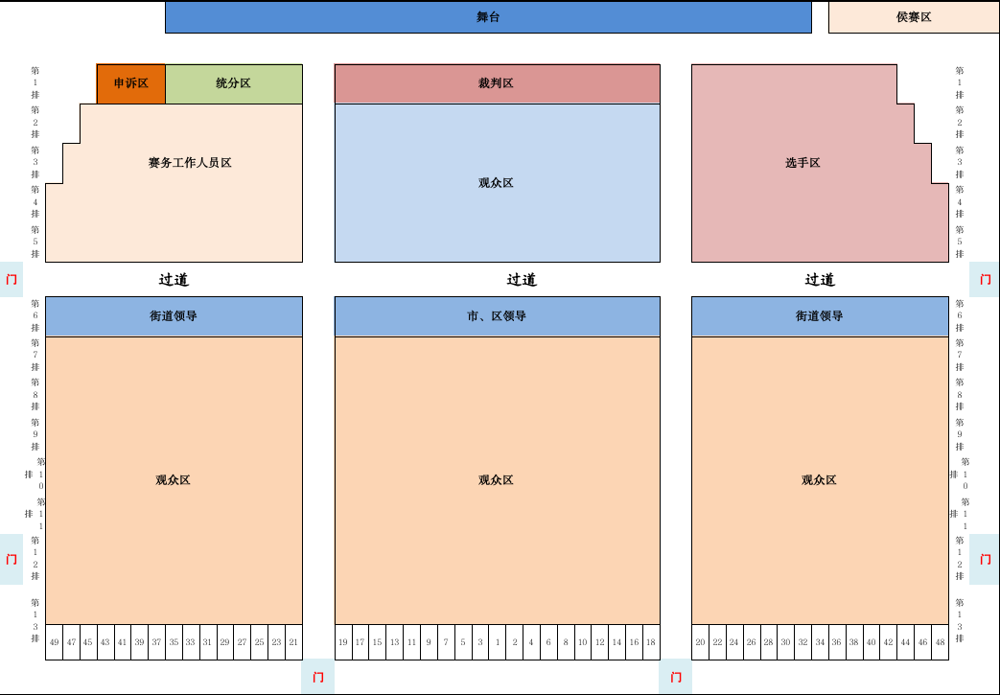 舞台
侯赛区
第1排
申诉区
统分区
裁判区
第1排
第2排
第2排
第3排
赛务工作人员区
观众区
选手区
第3排
第4排
第4排
第5排
第5排
门
过道
过道
过道
门
第6排
街道领导
市、区领导
街道领导
第6排
第7排
第7排
第8排
第8排
第9排
第9排
第10排
观众区
观众区
观众区
第10排
第11排
第11排
门
第12排
第12排
门
第13排
第13排
49 47 45 43 41 39 37 35 33 31 29 27 25 23 21
19 17 15 13 11 9 7 5 3 1 2 4 6 8 10 12 14 16 18
20 22 24 26 28 30 32 34 36 38 40 42 44 46 48
门
门